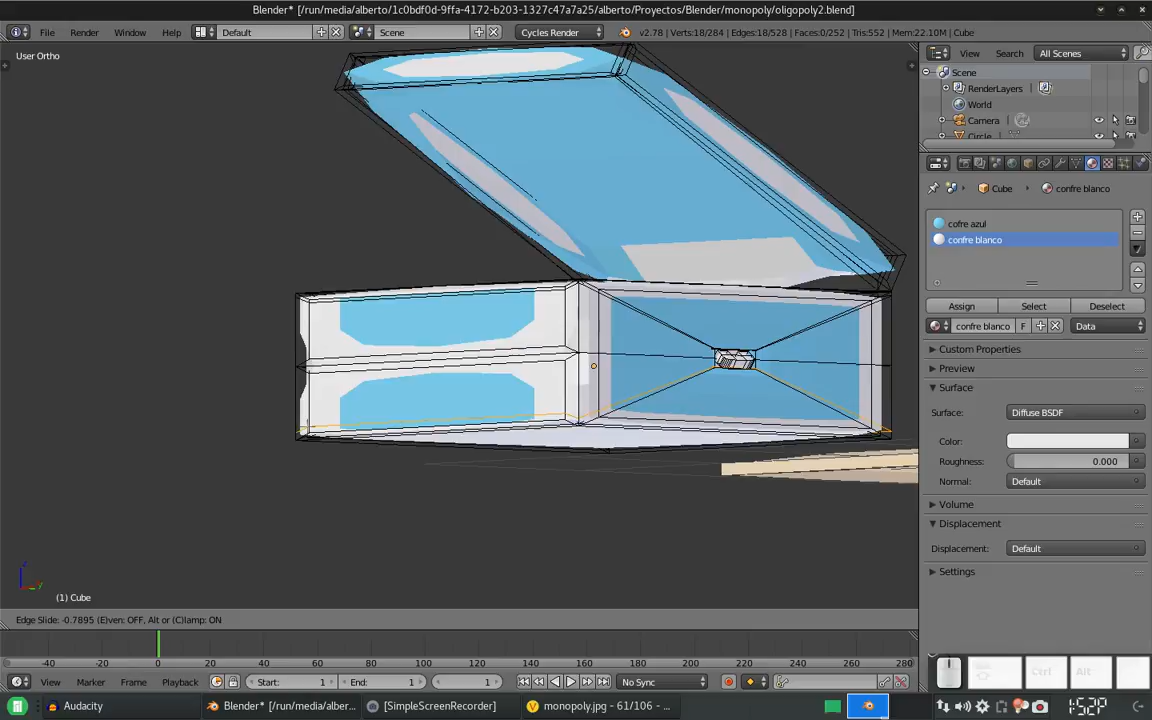 Blender* [/run/media/alberto/1c0bdf0d-9ffa-4172-b203-1327c47a7a25/alberto/Proyectos/Blender/monopoly/oligopoly2.blend]
File Render Window Help Default Scene Cycles Render v2.78 | Verts:18/284 | Edges:18/528 | Faces:0/252 | Tris:552 | Mem:22.10M | Cube
User Ortho
View Search All Scenes
Scene
RenderLayers
World
Camera
Circle
Cube confre blanco
cofre azul
confre blanco
Assign Select Deselect
confre blanco F Data
Custom Properties
Preview
Surface
Surface: Diffuse BSDF
Color:
Roughness: 0.000
Normal: Default
Volume
Displacement
Displacement: Default
Settings
(1) Cube
Edge Slide: -0.7895 (E)ven: OFF, Alt or (C)lamp: ON
-40 -20 0 20 40 60 80 100 120 140 160 180 200 220 240 260 280
View Marker Frame Playback Start: 1 End: 1 1 No Sync
Ctrl Alt
Audacity Blender* [/run/media/alber... [SimpleScreenRecorder] monopoly.jpg - 61/106 - ...